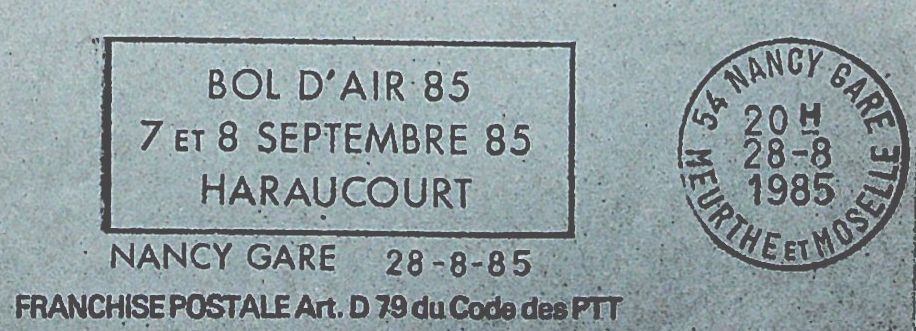 BOL D'AIR 85
7 ET 8 SEPTEMBRE 85
HARAUCOURT
NANCY GARE 28-8-85
FRANCHISE POSTALE Art. D 79 du Code des PTT
54 NANCY GARE
20 H
28-8
1985
MEURTHE ET MOSELLE